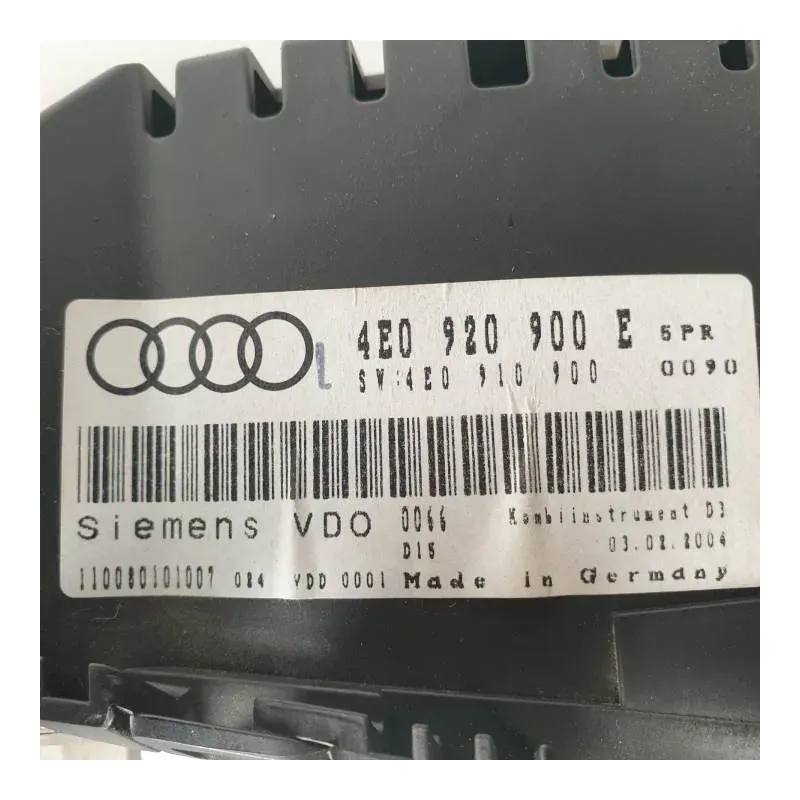 4E0 920 900 E 5PR
SW:4E0 910 900 0090
Siemens VDO 0066 Kombiinstrument D3
D15 03.02.2004
110080101007 084 VDD 0001 Made in Germany